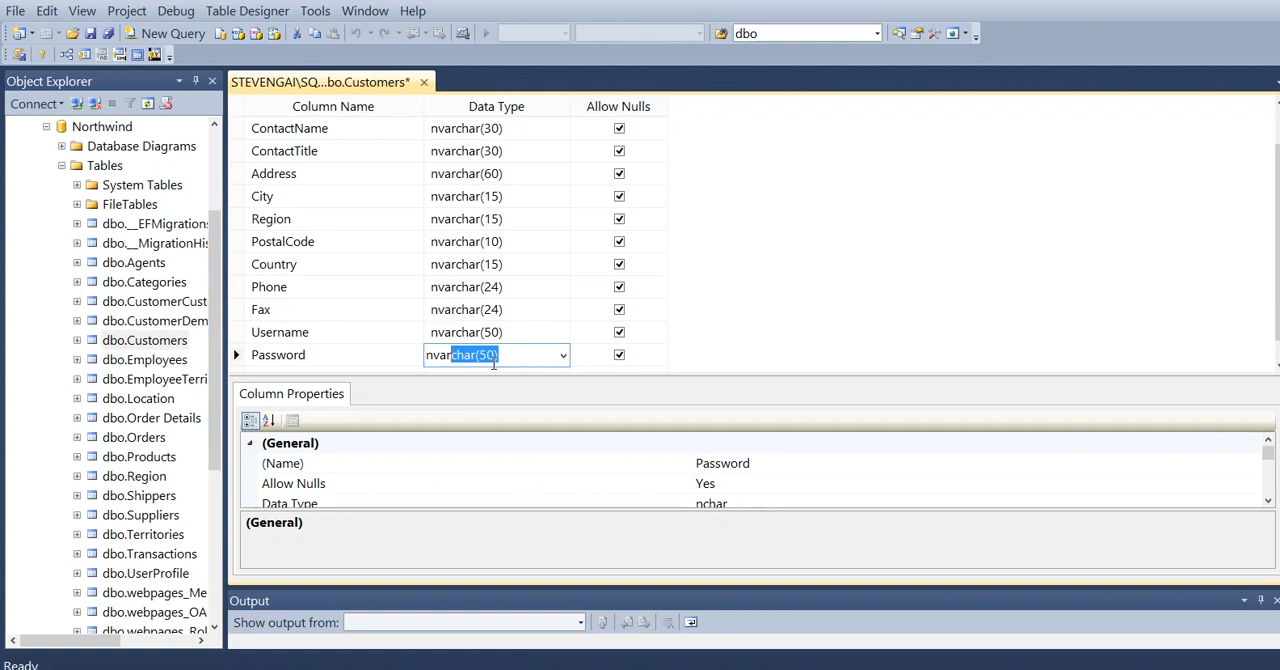 File Edit View Project Debug Table Designer Tools Window Help
New Query dbo
Object Explorer
STEVENGAI\SQ...bo.Customers*
Connect
Northwind
Database Diagrams
Tables
System Tables
FileTables
dbo.__EFMigration
dbo.__MigrationHis
dbo.Agents
dbo.Categories
dbo.CustomerCust
dbo.CustomerDem
dbo.Customers
dbo.Employees
dbo.EmployeeTerri
dbo.Location
dbo.Order Details
dbo.Orders
dbo.Products
dbo.Region
dbo.Shippers
dbo.Suppliers
dbo.Territories
dbo.Transactions
dbo.UserProfile
dbo.webpages_Me
dbo.webpages_OA
dbo.webpages_Rol
Column Name Data Type Allow Nulls
ContactName nvarchar(30)
ContactTitle nvarchar(30)
Address nvarchar(60)
City nvarchar(15)
Region nvarchar(15)
PostalCode nvarchar(10)
Country nvarchar(15)
Phone nvarchar(24)
Fax nvarchar(24)
Username nvarchar(50)
Password nvarchar(50)
Column Properties
(General)
(Name) Password
Allow Nulls Yes
Data Type nchar
(General)
Output
Show output from:
Ready